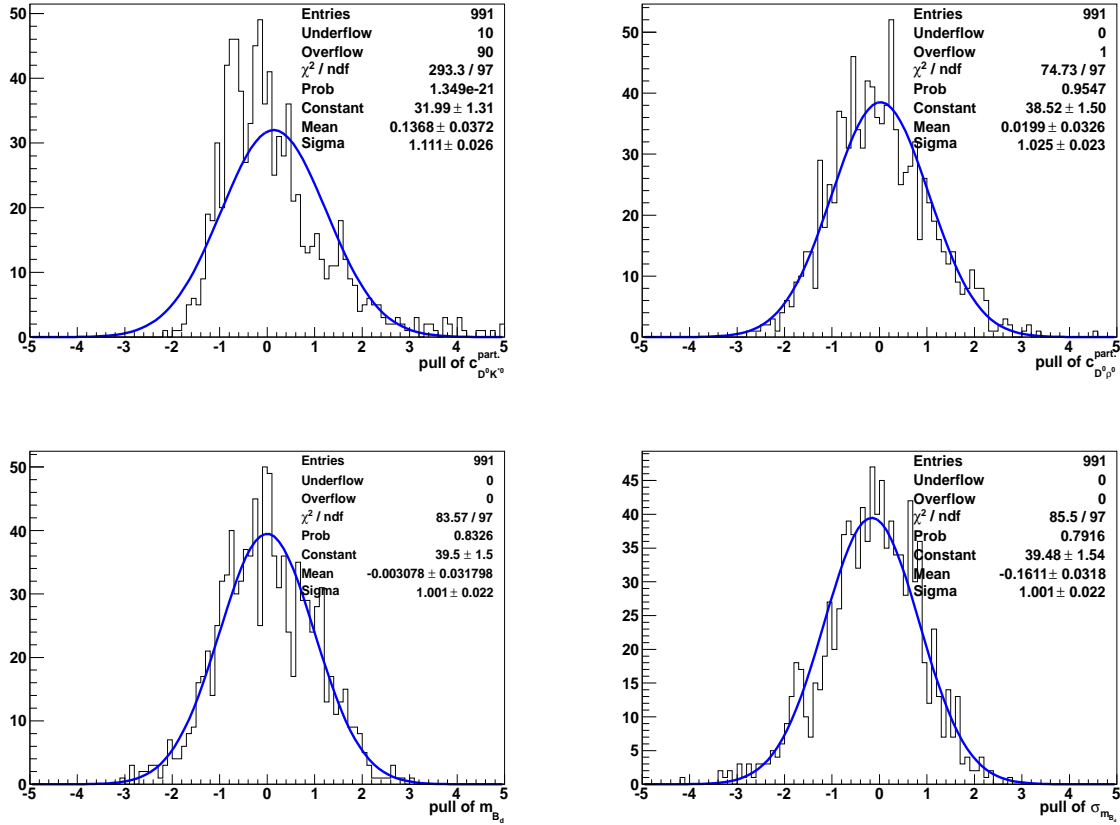 Entries 991
Underflow 10
Overflow 90
χ² / ndf 293.3 / 97
Prob 1.349e-21
Constant 31.99 ± 1.31
Mean 0.1368 ± 0.0372
Sigma 1.111 ± 0.026
50
40
30
20
10
0
-5 -4 -3 -2 -1 0 1 2 3 4 5
pull of c^part._D⁰K*⁰
Entries 991
Underflow 0
Overflow 1
χ² / ndf 74.73 / 97
Prob 0.9547
Constant 38.52 ± 1.50
Mean 0.0199 ± 0.0326
Sigma 1.025 ± 0.023
50
40
30
20
10
0
-5 -4 -3 -2 -1 0 1 2 3 4 5
pull of c^part._D⁰ρ⁰
Entries 991
Underflow 0
Overflow 0
χ² / ndf 83.57 / 97
Prob 0.8326
Constant 39.5 ± 1.5
Mean -0.003078 ± 0.031798
Sigma 1.001 ± 0.022
50
40
30
20
10
0
-5 -4 -3 -2 -1 0 1 2 3 4 5
pull of m_B_d
Entries 991
Underflow 0
Overflow 0
χ² / ndf 85.5 / 97
Prob 0.7916
Constant 39.48 ± 1.54
Mean -0.1611 ± 0.0318
Sigma 1.001 ± 0.022
45
40
35
30
25
20
15
10
5
0
-5 -4 -3 -2 -1 0 1 2 3 4 5
pull of σ_m_B